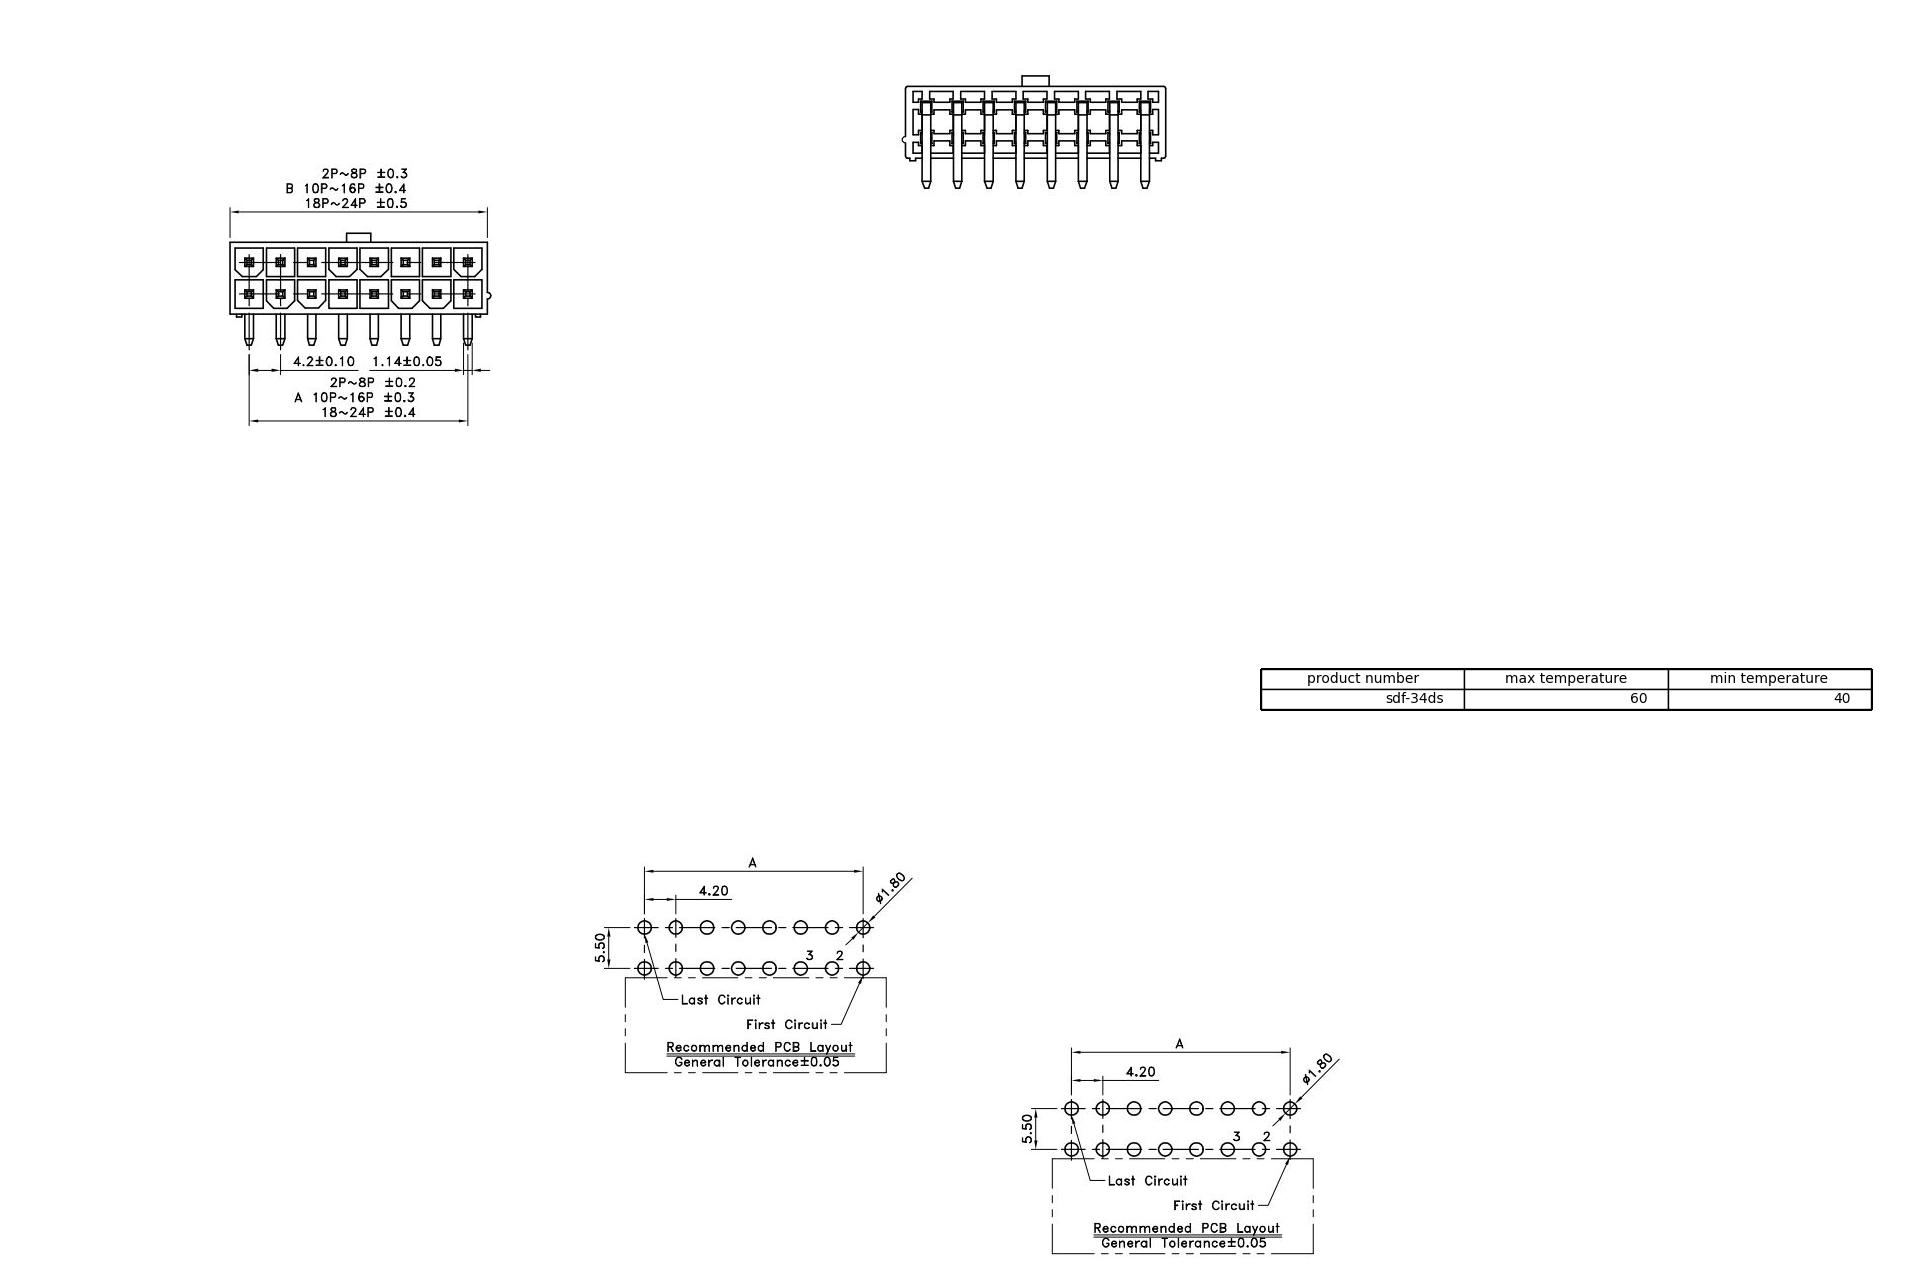 2P~8P ±0.3
B 10P~16P ±0.4
18P~24P ±0.5
4.2±0.10 1.14±0.05
2P~8P ±0.2
A 10P~16P ±0.3
18~24P ±0.4
product number max temperature min temperature
sdf-34ds 60 40
A
4.20
ø1.80
5.50
3 2
Last Circuit
First Circuit
Recommended PCB Layout
General Tolerance±0.05
A
4.20
ø1.80
5.50
3 2
Last Circuit
First Circuit
Recommended PCB Layout
General Tolerance±0.05